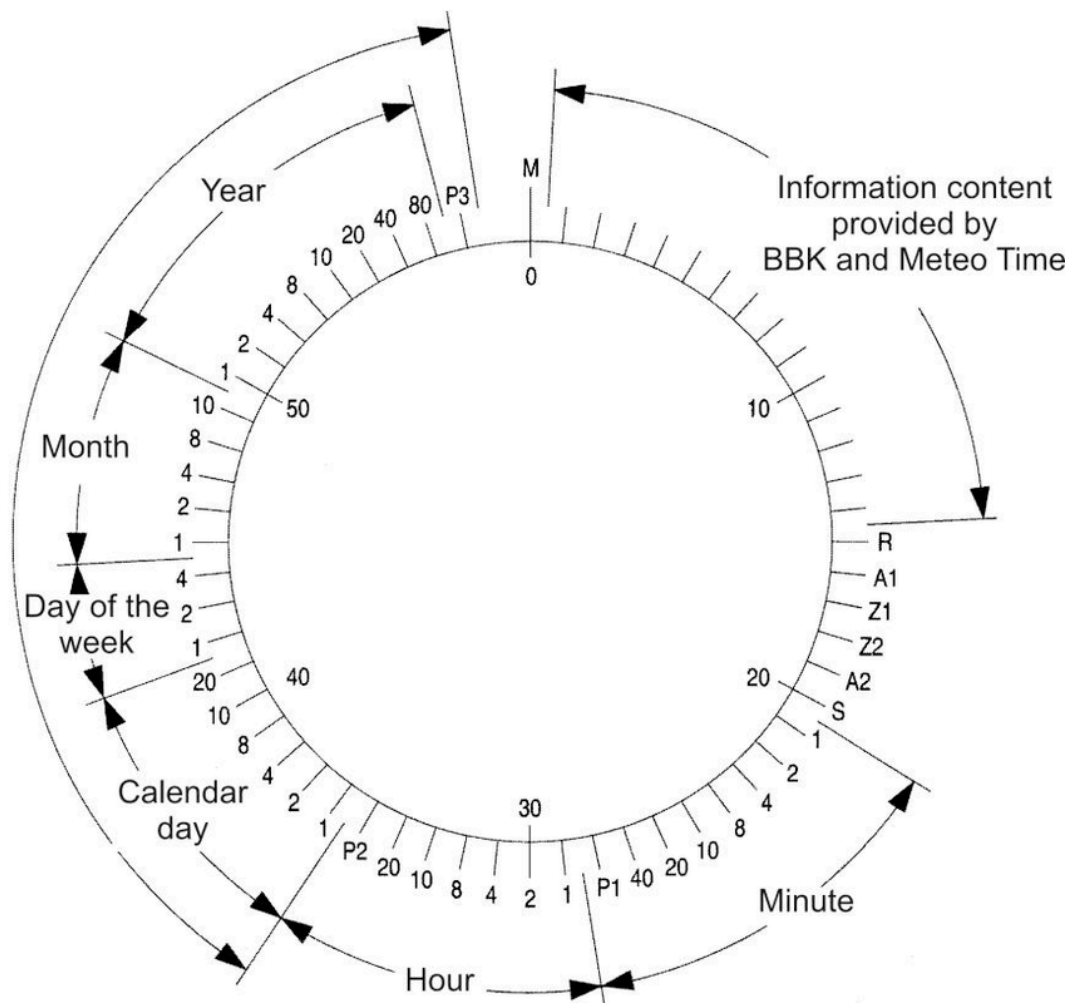 M
0
Information content
provided by
BBK and Meteo Time
10
R
A1
Z1
Z2
A2
20
S
1
2
4
8
10
20
40
P1
Minute
30
1
2
4
8
10
20
P2
Hour
1
2
4
8
10
20
40
Calendar
day
1
2
4
Day of the
week
1
2
4
8
10
Month
50
1
2
4
8
10
20
40
80
Year
P3